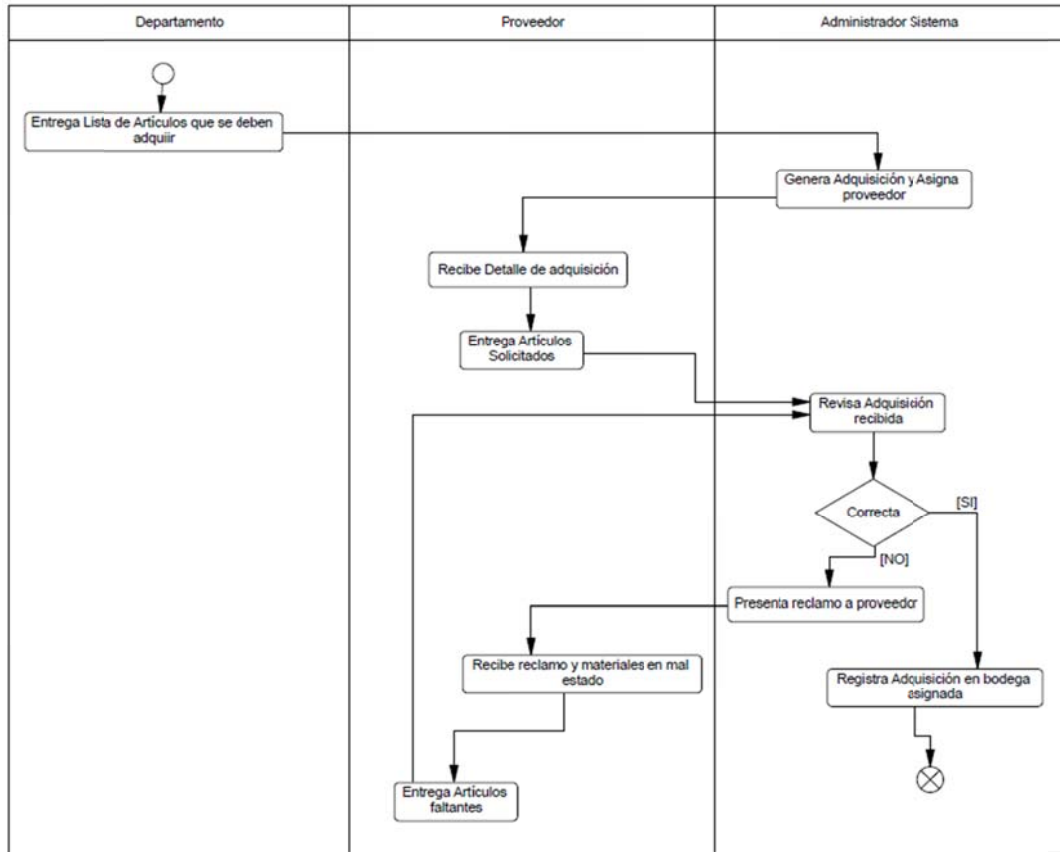 Departamento
Proveedor
Administrador Sistema
Entrega Lista de Artículos que se deben
adquiir
Genera Adquisición y Asigna
proveedor
Recibe Detalle de adquisición
Entrega Artículos
Solicitados
Revisa Adquisición
recibida
Correcta
[SI]
[NO]
Presenta reclamo a proveedor
Recibe reclamo y materiales en mal
estado
Registra Adquisición en bodega
asignada
Entrega Artículos
faltantes